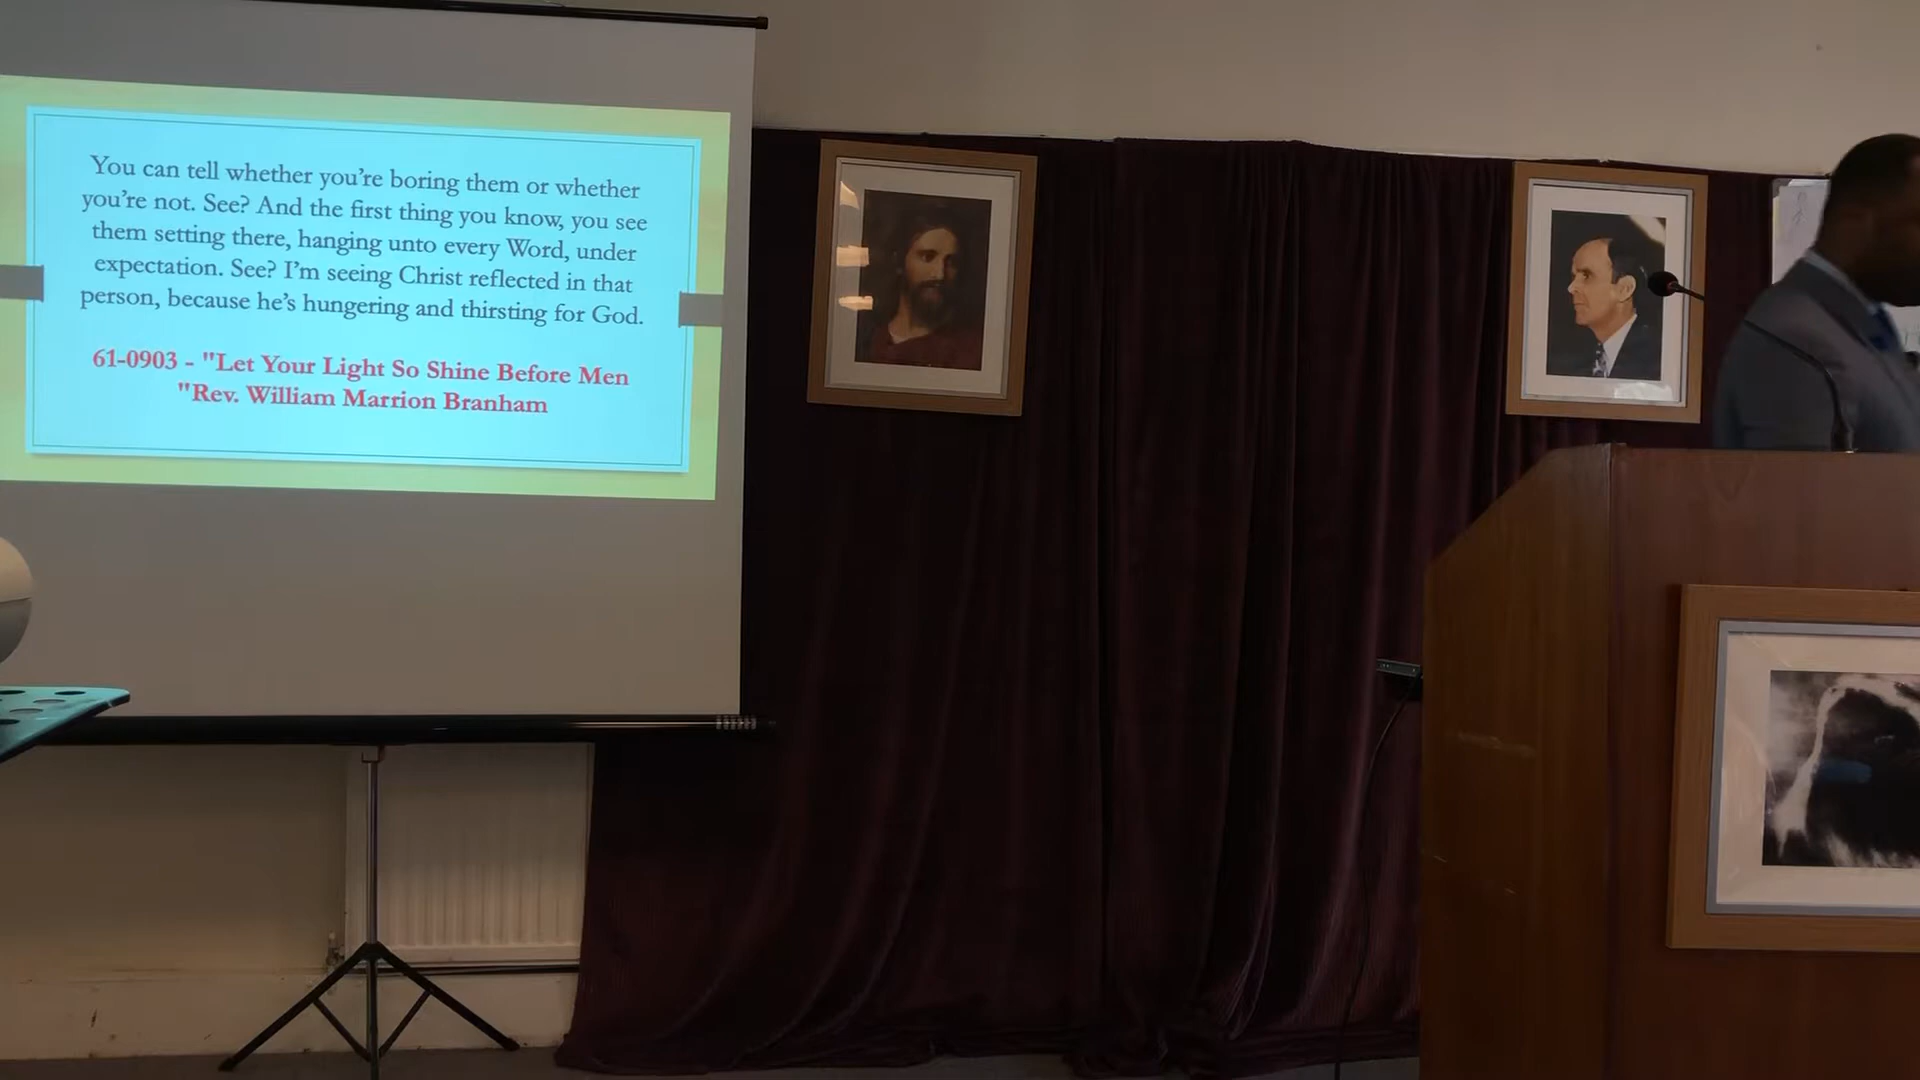 You can tell whether you're boring them or whether
you're not. See? And the first thing you know, you see
them setting there, hanging unto every Word, under
expectation. See? I'm seeing Christ reflected in that
person, because he's hungering and thirsting for God.
61-0903 - "Let Your Light So Shine Before Men
"Rev. William Marrion Branham